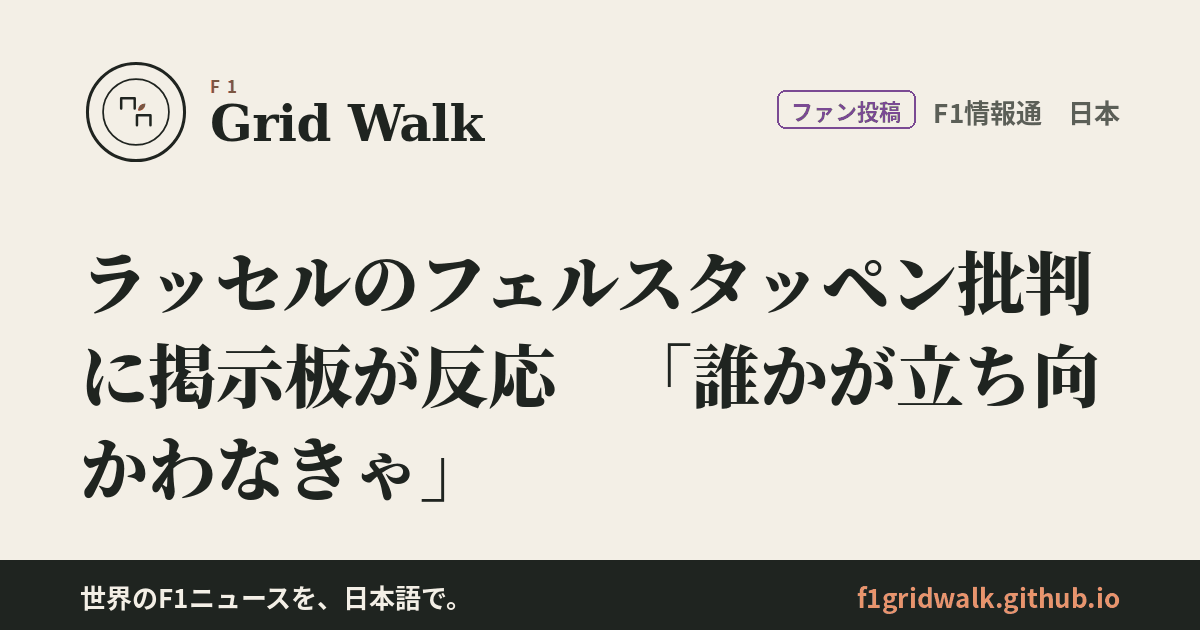 F1
Grid Walk
ファン投稿 F1情報通 日本
ラッセルのフェルスタッペン批判
に掲示板が反応 「誰かが立ち向
かわなきゃ」
世界のF1ニュースを、日本語で。
f1gridwalk.github.io